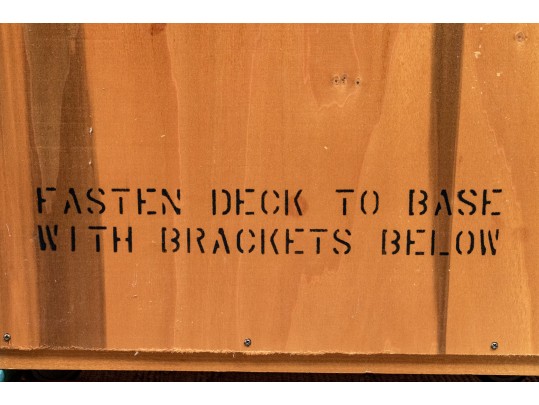 FASTEN DECK TO BASE
WITH BRACKETS BELOW